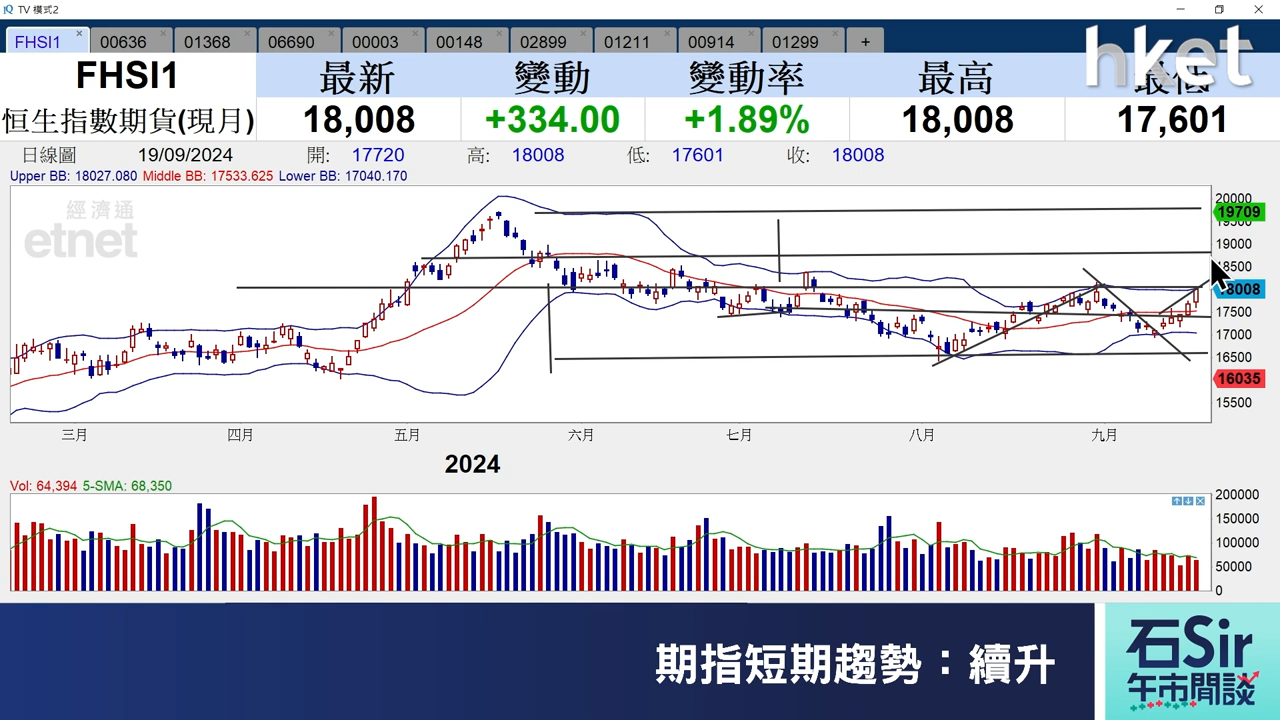 TV 模式2
FHSI1 00636 01368 06690 00003 00148 02899 01211 00914 01299 +
hket
FHSI1 最新 變動 變動率 最高 最低
恒生指數期貨(現月) 18,008 +334.00 +1.89% 18,008 17,601
日線圖 19/09/2024 開: 17720 高: 18008 低: 17601 收: 18008
Upper BB: 18027.080 Middle BB: 17533.625 Lower BB: 17040.170
經濟通
etnet
20000
19709
19500
19000
18500
18008
17500
17000
16500
16035
15500
三月 四月 五月 六月 七月 八月 九月
2024
Vol: 64,394 5-SMA: 68,350
200000
150000
100000
50000
0
期指短期趨勢：續升
石Sir
午市閒談